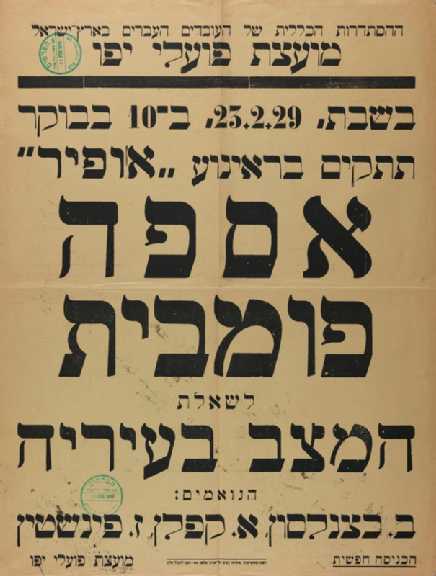 ההסתדרות הכללית של העובדים העברים בארץ־ישראל
מועצת פועלי יפו
בשבת, 23.2.29, ב־10 בבוקר
תתקים בראינוע „אופיר”
אספה
פומבית
לשאלת
המצב בעיריה
הנואמים:
ב. כצנלסון, א. קפלן, ז. פינשטין
הכניסה חפשית
מועצת פועלי יפו